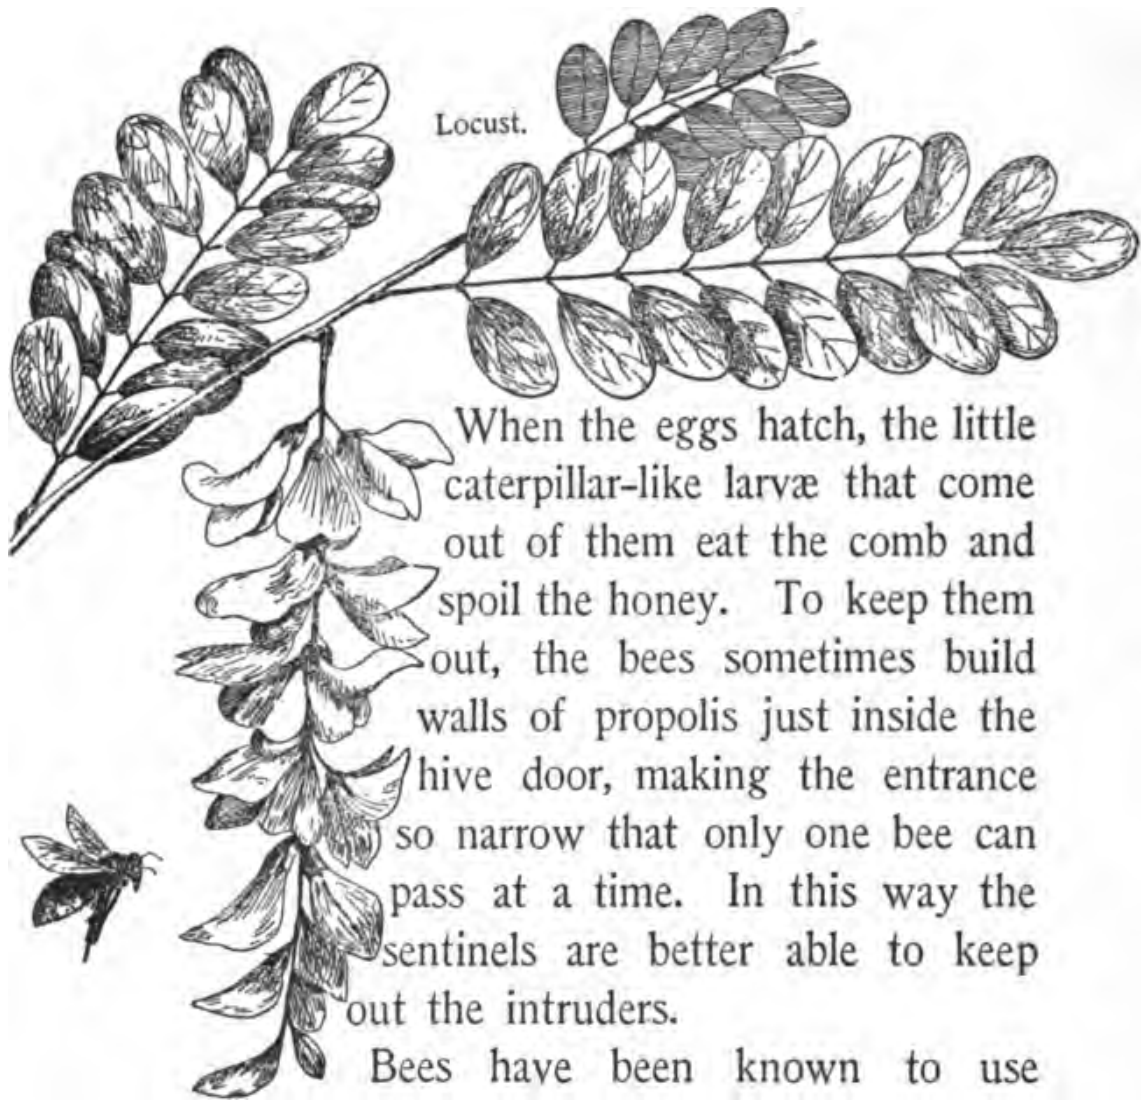 Locust.
When the eggs hatch, the little
caterpillar-like larvæ that come
out of them eat the comb and
spoil the honey. To keep them
out, the bees sometimes build
walls of propolis just inside the
hive door, making the entrance
so narrow that only one bee can
pass at a time. In this way the
sentinels are better able to keep
out the intruders.
Bees have been known to use